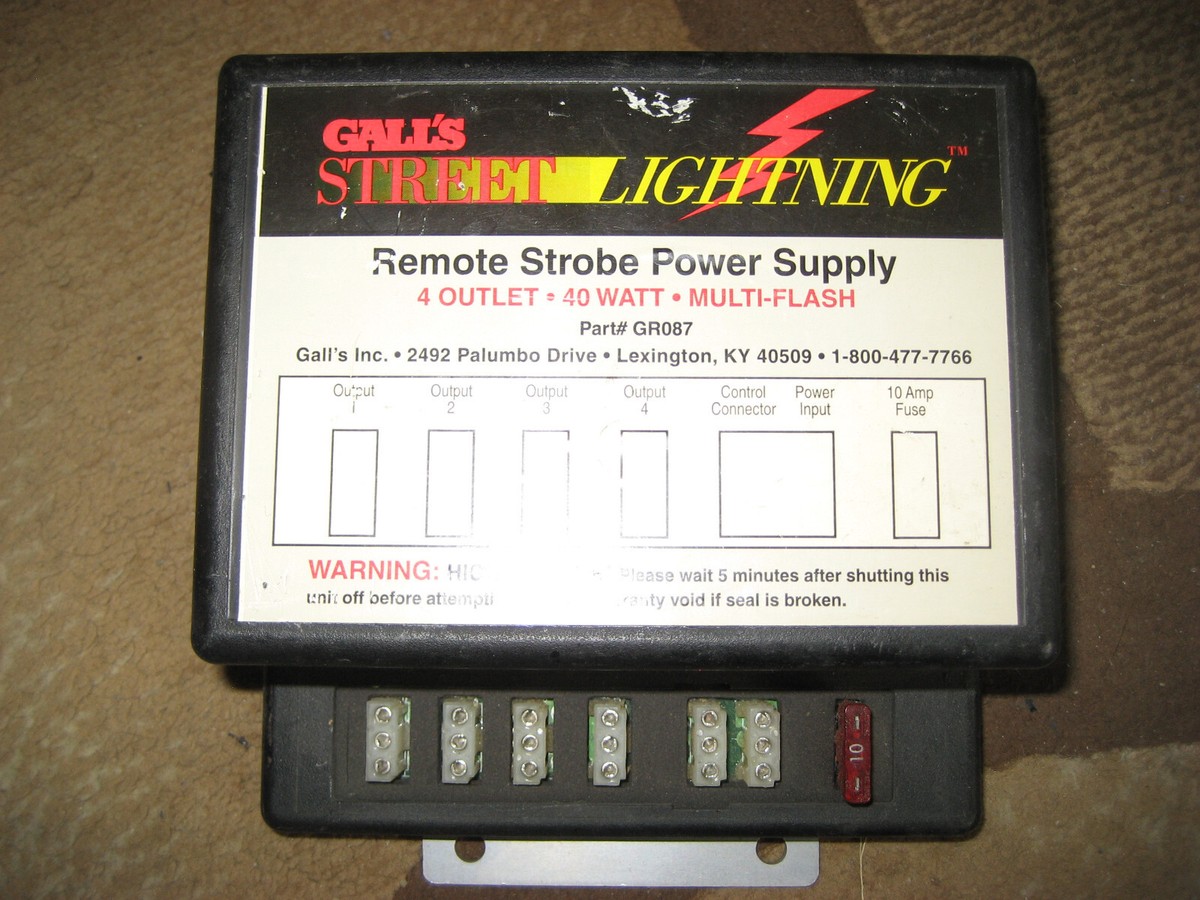 GALL'S
STREET LIGHTNING™
Remote Strobe Power Supply
4 OUTLET • 40 WATT • MULTI-FLASH
Part# GR087
Gall's Inc. • 2492 Palumbo Drive • Lexington, KY 40509 • 1-800-477-7766
Output 1
Output 2
Output 3
Output 4
Control Connector
Power Input
10 Amp Fuse
WARNING: Please wait 5 minutes after shutting this
unit off before void if seal is broken.
10